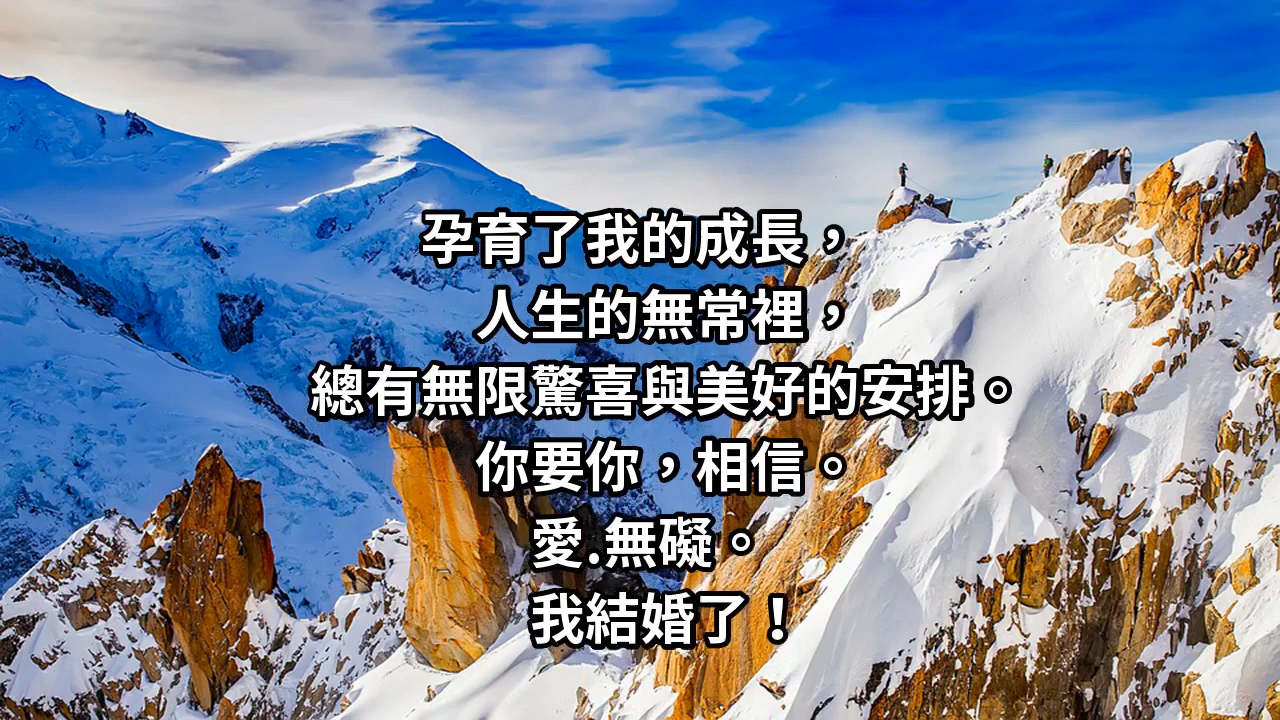 孕育了我的成長，
人生的無常裡，
總有無限驚喜與美好的安排。
你要你，相信。
愛.無礙。
我結婚了！